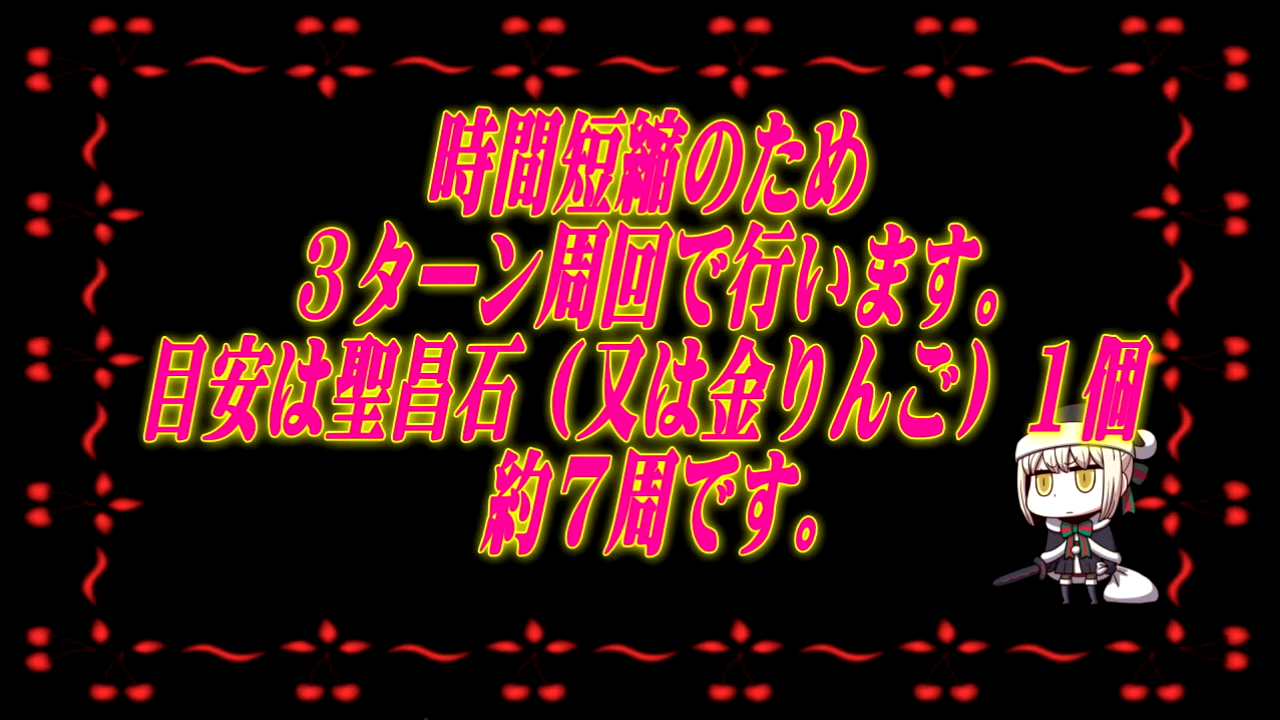 時間短縮のため
３ターン周回で行います。
目安は聖昌石（又は金りんご）１個
約７周です。